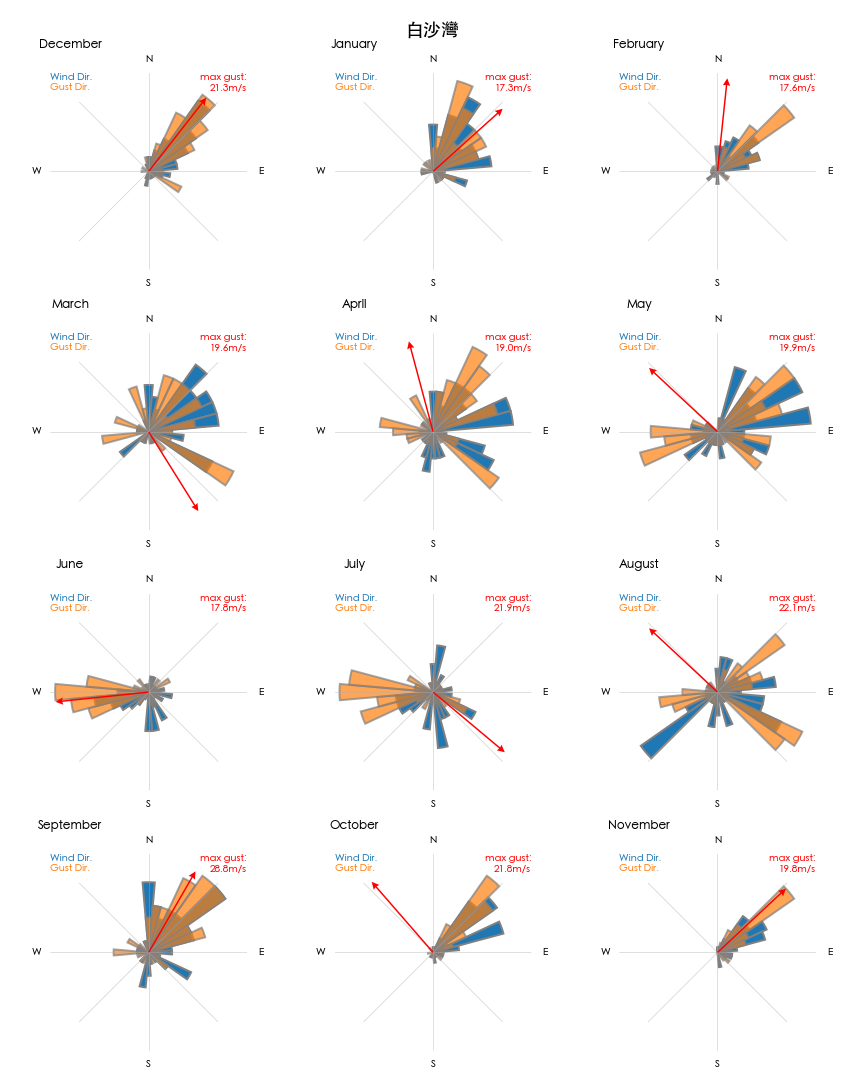 白沙灣
December
N
Wind Dir.
Gust Dir.
max gust:
21.3m/s
W
E
S
January
N
Wind Dir.
Gust Dir.
max gust:
17.3m/s
W
E
S
February
N
Wind Dir.
Gust Dir.
max gust:
17.6m/s
W
E
S
March
N
Wind Dir.
Gust Dir.
max gust:
19.6m/s
W
E
S
April
N
Wind Dir.
Gust Dir.
max gust:
19.0m/s
W
E
S
May
N
Wind Dir.
Gust Dir.
max gust:
19.9m/s
W
E
S
June
N
Wind Dir.
Gust Dir.
max gust:
17.8m/s
W
E
S
July
N
Wind Dir.
Gust Dir.
max gust:
21.9m/s
W
E
S
August
N
Wind Dir.
Gust Dir.
max gust:
22.1m/s
W
E
S
September
N
Wind Dir.
Gust Dir.
max gust:
28.8m/s
W
E
S
October
N
Wind Dir.
Gust Dir.
max gust:
21.8m/s
W
E
S
November
N
Wind Dir.
Gust Dir.
max gust:
19.8m/s
W
E
S